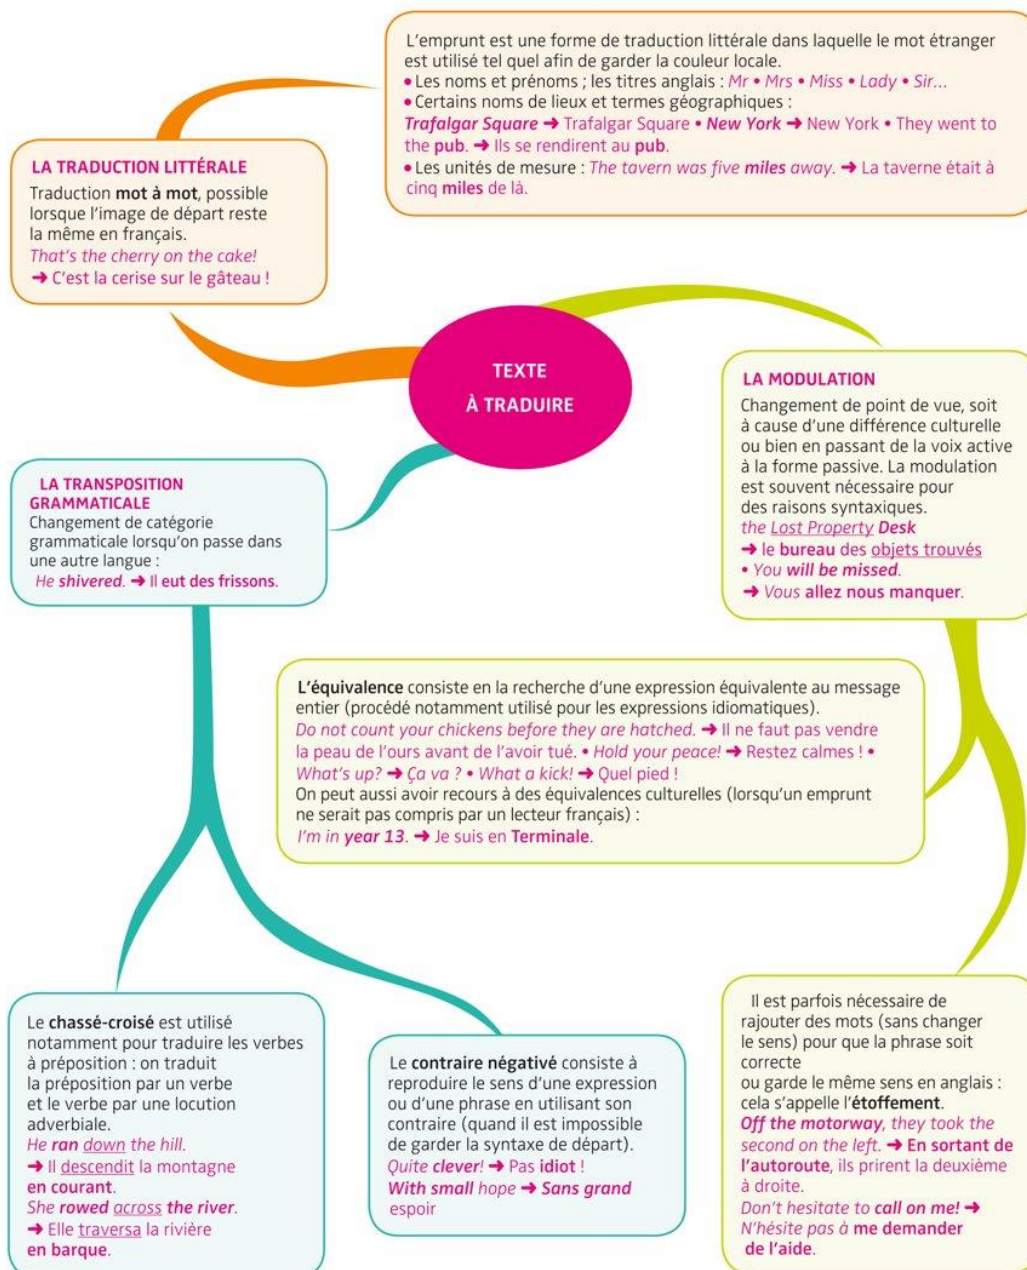 L'emprunt est une forme de traduction littérale dans laquelle le mot étranger
est utilisé tel quel afin de garder la couleur locale.
• Les noms et prénoms ; les titres anglais : Mr • Mrs • Miss • Lady • Sir...
• Certains noms de lieux et termes géographiques :
Trafalgar Square ➜ Trafalgar Square • New York ➜ New York • They went to
the pub. ➜ Ils se rendirent au pub.
• Les unités de mesure : The tavern was five miles away. ➜ La taverne était à
cinq miles de là.
LA TRADUCTION LITTÉRALE
Traduction mot à mot, possible
lorsque l'image de départ reste
la même en français.
That's the cherry on the cake!
➜ C'est la cerise sur le gâteau !
TEXTE
À TRADUIRE
LA MODULATION
Changement de point de vue, soit
à cause d'une différence culturelle
ou bien en passant de la voix active
à la forme passive. La modulation
est souvent nécessaire pour
des raisons syntaxiques.
the Lost Property Desk
➜ le bureau des objets trouvés
• You will be missed.
➜ Vous allez nous manquer.
LA TRANSPOSITION
GRAMMATICALE
Changement de catégorie
grammaticale lorsqu'on passe dans
une autre langue :
He shivered. ➜ Il eut des frissons.
L'équivalence consiste en la recherche d'une expression équivalente au message
entier (procédé notamment utilisé pour les expressions idiomatiques).
Do not count your chickens before they are hatched. ➜ Il ne faut pas vendre
la peau de l'ours avant de l'avoir tué. • Hold your peace! ➜ Restez calmes ! •
What's up? ➜ Ça va ? • What a kick! ➜ Quel pied !
On peut aussi avoir recours à des équivalences culturelles (lorsqu'un emprunt
ne serait pas compris par un lecteur français) :
I'm in year 13. ➜ Je suis en Terminale.
Le chassé-croisé est utilisé
notamment pour traduire les verbes
à préposition : on traduit
la préposition par un verbe
et le verbe par une locution
adverbiale.
He ran down the hill.
➜ Il descendit la montagne
en courant.
She rowed across the river.
➜ Elle traversa la rivière
en barque.
Le contraire négativé consiste à
reproduire le sens d'une expression
ou d'une phrase en utilisant son
contraire (quand il est impossible
de garder la syntaxe de départ).
Quite clever! ➜ Pas idiot !
With small hope ➜ Sans grand
espoir
Il est parfois nécessaire de
rajouter des mots (sans changer
le sens) pour que la phrase soit
correcte
ou garde le même sens en anglais :
cela s'appelle l'étoffement.
Off the motorway, they took the
second on the left. ➜ En sortant de
l'autoroute, ils prirent la deuxième
à droite.
Don't hesitate to call on me! ➜
N'hésite pas à me demander
de l'aide.